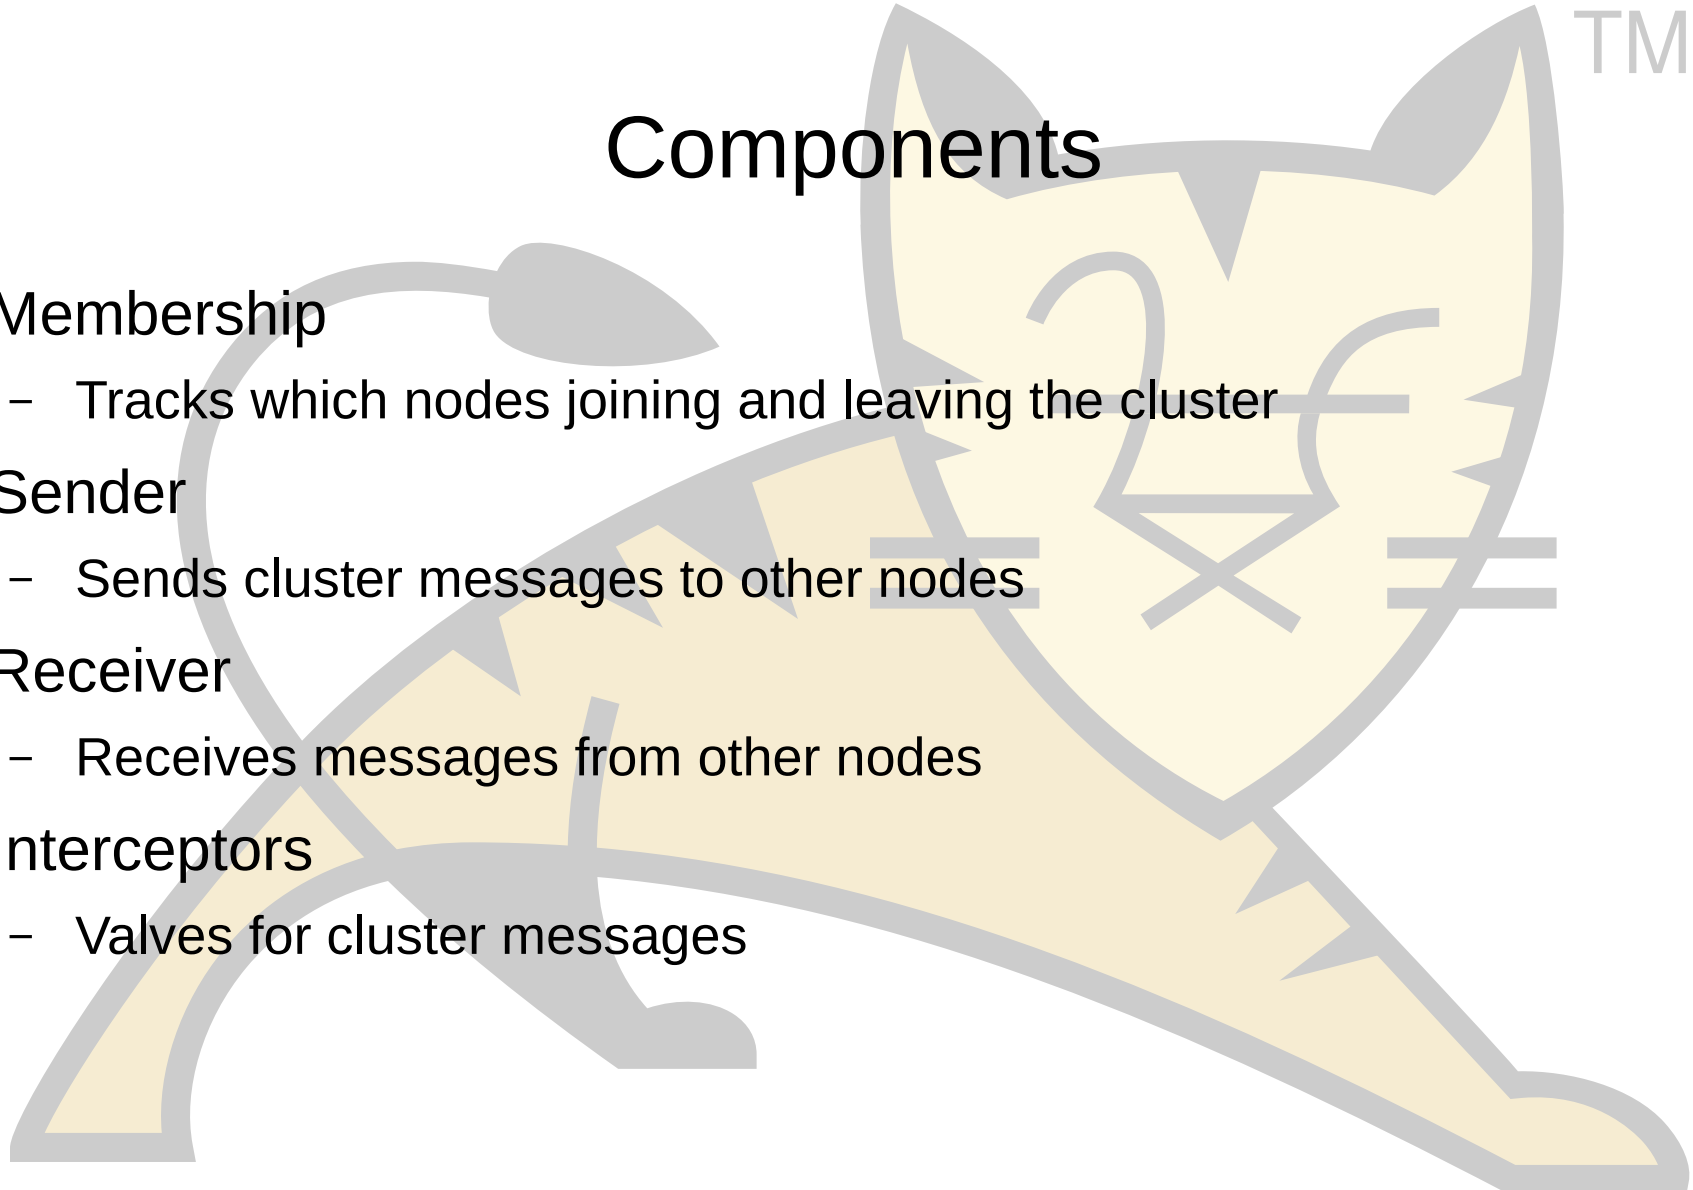 TM
Components
Membership
– Tracks which nodes joining and leaving the cluster
Sender
– Sends cluster messages to other nodes
Receiver
– Receives messages from other nodes
nterceptors
– Valves for cluster messages